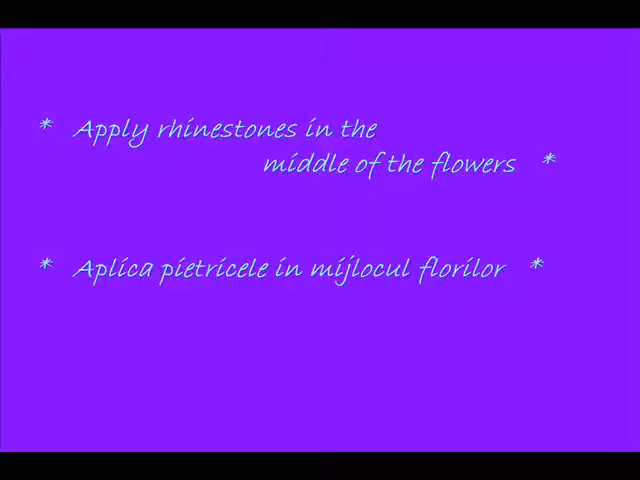 * Apply rhinestones in the
middle of the flowers *
* Aplica pietricele in mijlocul florilor *